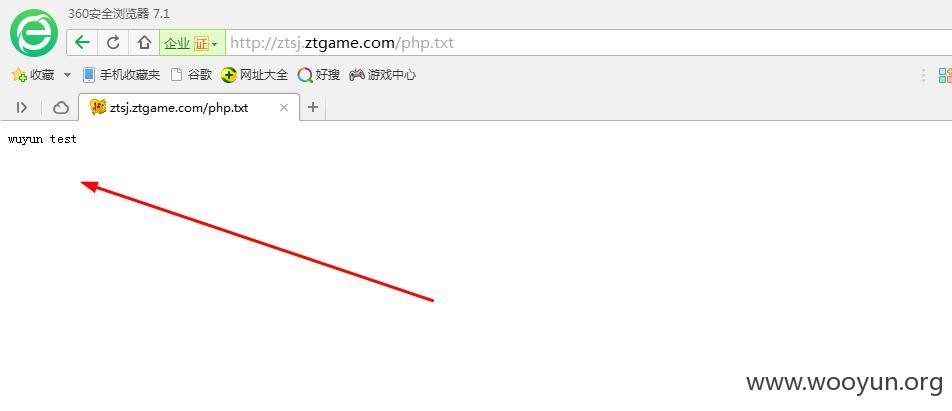 360安全浏览器 7.1
企业 证 http://ztsj.ztgame.com/php.txt
收藏 手机收藏夹 谷歌 网址大全 好搜 游戏中心
ztsj.ztgame.com/php.txt
wuyun test
www.wooyun.org